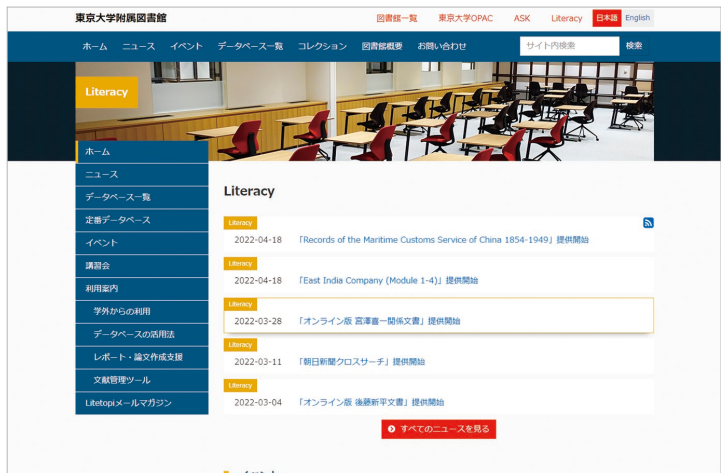 東京大学附属図書館
図書館一覧 東京大学OPAC ASK Literacy 日本語 English
ホーム ニュース イベント データベース一覧 コレクション 図書館概要 お問い合わせ サイト内検索 検索
Literacy
ホーム
ニュース
データベース一覧
定番データベース
イベント
講習会
利用案内
学外からの利用
データベースの活用法
レポート・論文作成支援
文献管理ツール
Litetopiメールマガジン
Literacy
Literacy
2022-04-18 「Records of the Maritime Customs Service of China 1854-1949」提供開始
Literacy
2022-04-18 「East India Company (Module 1-4)」提供開始
Literacy
2022-03-28 「オンライン版 宮澤喜一関係文書」提供開始
Literacy
2022-03-11 「朝日新聞クロスサーチ」提供開始
Literacy
2022-03-04 「オンライン版 後藤新平文書」提供開始
すべてのニュースを見る